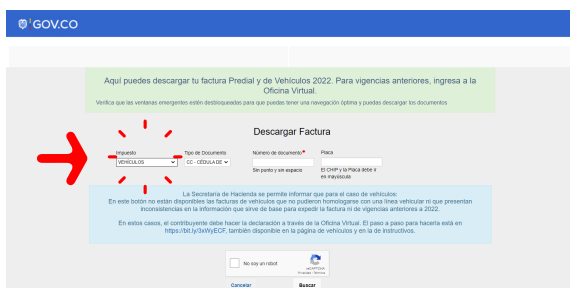 GOV.CO
Aquí puedes descargar tu factura Predial y de Vehículos 2022. Para vigencias anteriores, ingresa a la
Oficina Virtual.
Verifica que las ventanas emergentes estén desbloqueadas para que puedas tener una navegación óptima y puedas descargar los documentos
Descargar Factura
Impuesto Tipo de Documento Número de documento* Placa
VEHÍCULOS CC - CÉDULA DE
Sin punto y sin espacio El CHIP y la Placa debe ir
en mayúscula
La Secretaria de Hacienda se permite informar que para el caso de vehículos:
En este botón no están disponibles las facturas de vehículos que no pudieron homologarse con una línea vehicular ni que presentan
inconsistencias en la información que sirve de base para expedir la factura ni de vigencias anteriores a 2022.
En estos casos, el contribuyente debe hacer la declaración a través de la Oficina Virtual. El paso a paso para hacerla está en
https://bit.ly/3xWyECF, también disponible en la página de vehículos y en la de instructivos.
No soy un robot
reCAPTCHA
Privacidad - Términos
Cancelar Buscar